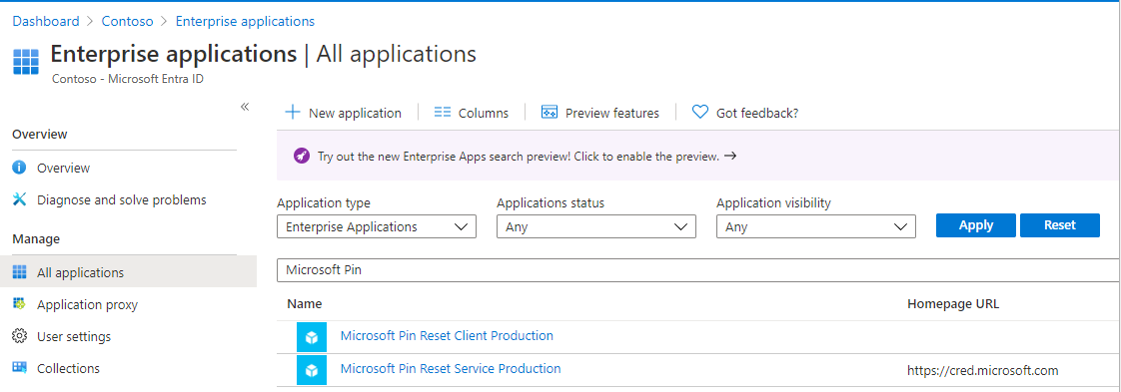 Dashboard > Contoso > Enterprise applications
Enterprise applications | All applications
Contoso - Microsoft Entra ID
«
Overview
Overview
Diagnose and solve problems
Manage
All applications
Application proxy
User settings
Collections
New application
Columns
Preview features
Got feedback?
Try out the new Enterprise Apps search preview! Click to enable the preview. →
Application type
Applications status
Application visibility
Enterprise Applications
Any
Any
Apply
Reset
Microsoft Pin
Name
Homepage URL
Microsoft Pin Reset Client Production
Microsoft Pin Reset Service Production
https://cred.microsoft.com